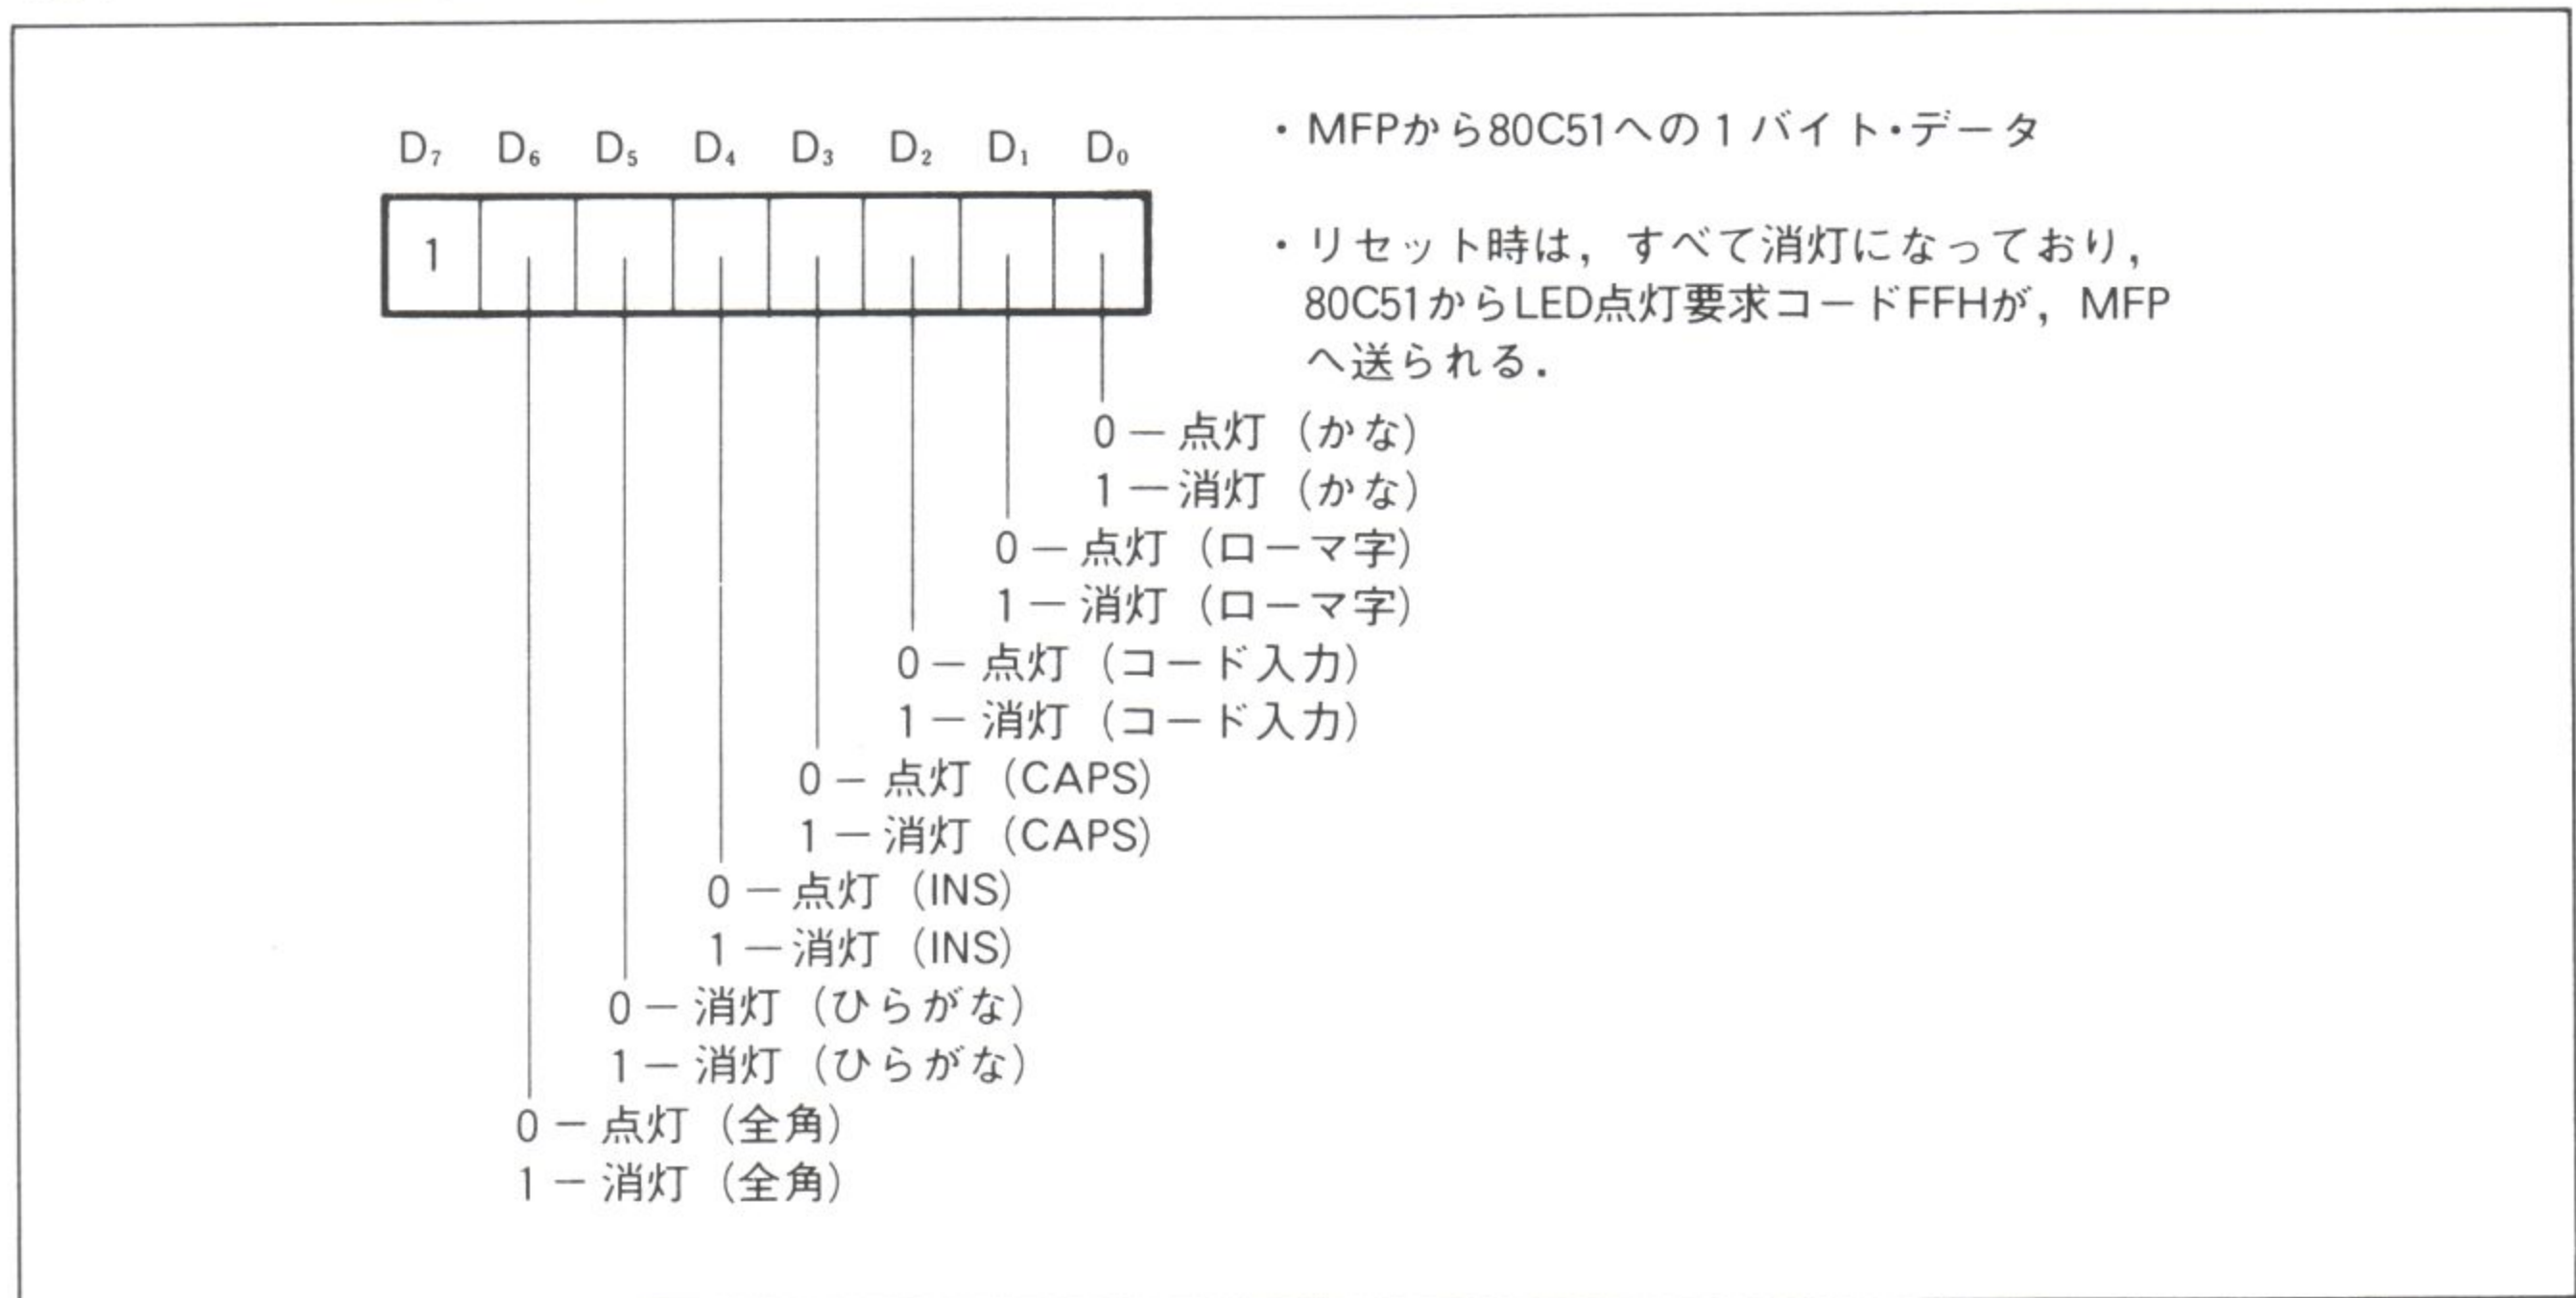 D₇ D₆ D₅ D₄ D₃ D₂ D₁ D₀
1
・MFPから80C51への1バイト・データ
・リセット時は，すべて消灯になっており，
80C51からLED点灯要求コードFFHが，MFP
へ送られる．
0－点灯（かな）
1－消灯（かな）
0－点灯（ローマ字）
1－消灯（ローマ字）
0－点灯（コード入力）
1－消灯（コード入力）
0－点灯（CAPS）
1－消灯（CAPS）
0－点灯（INS）
1－消灯（INS）
0－消灯（ひらがな）
1－消灯（ひらがな）
0－点灯（全角）
1－消灯（全角）